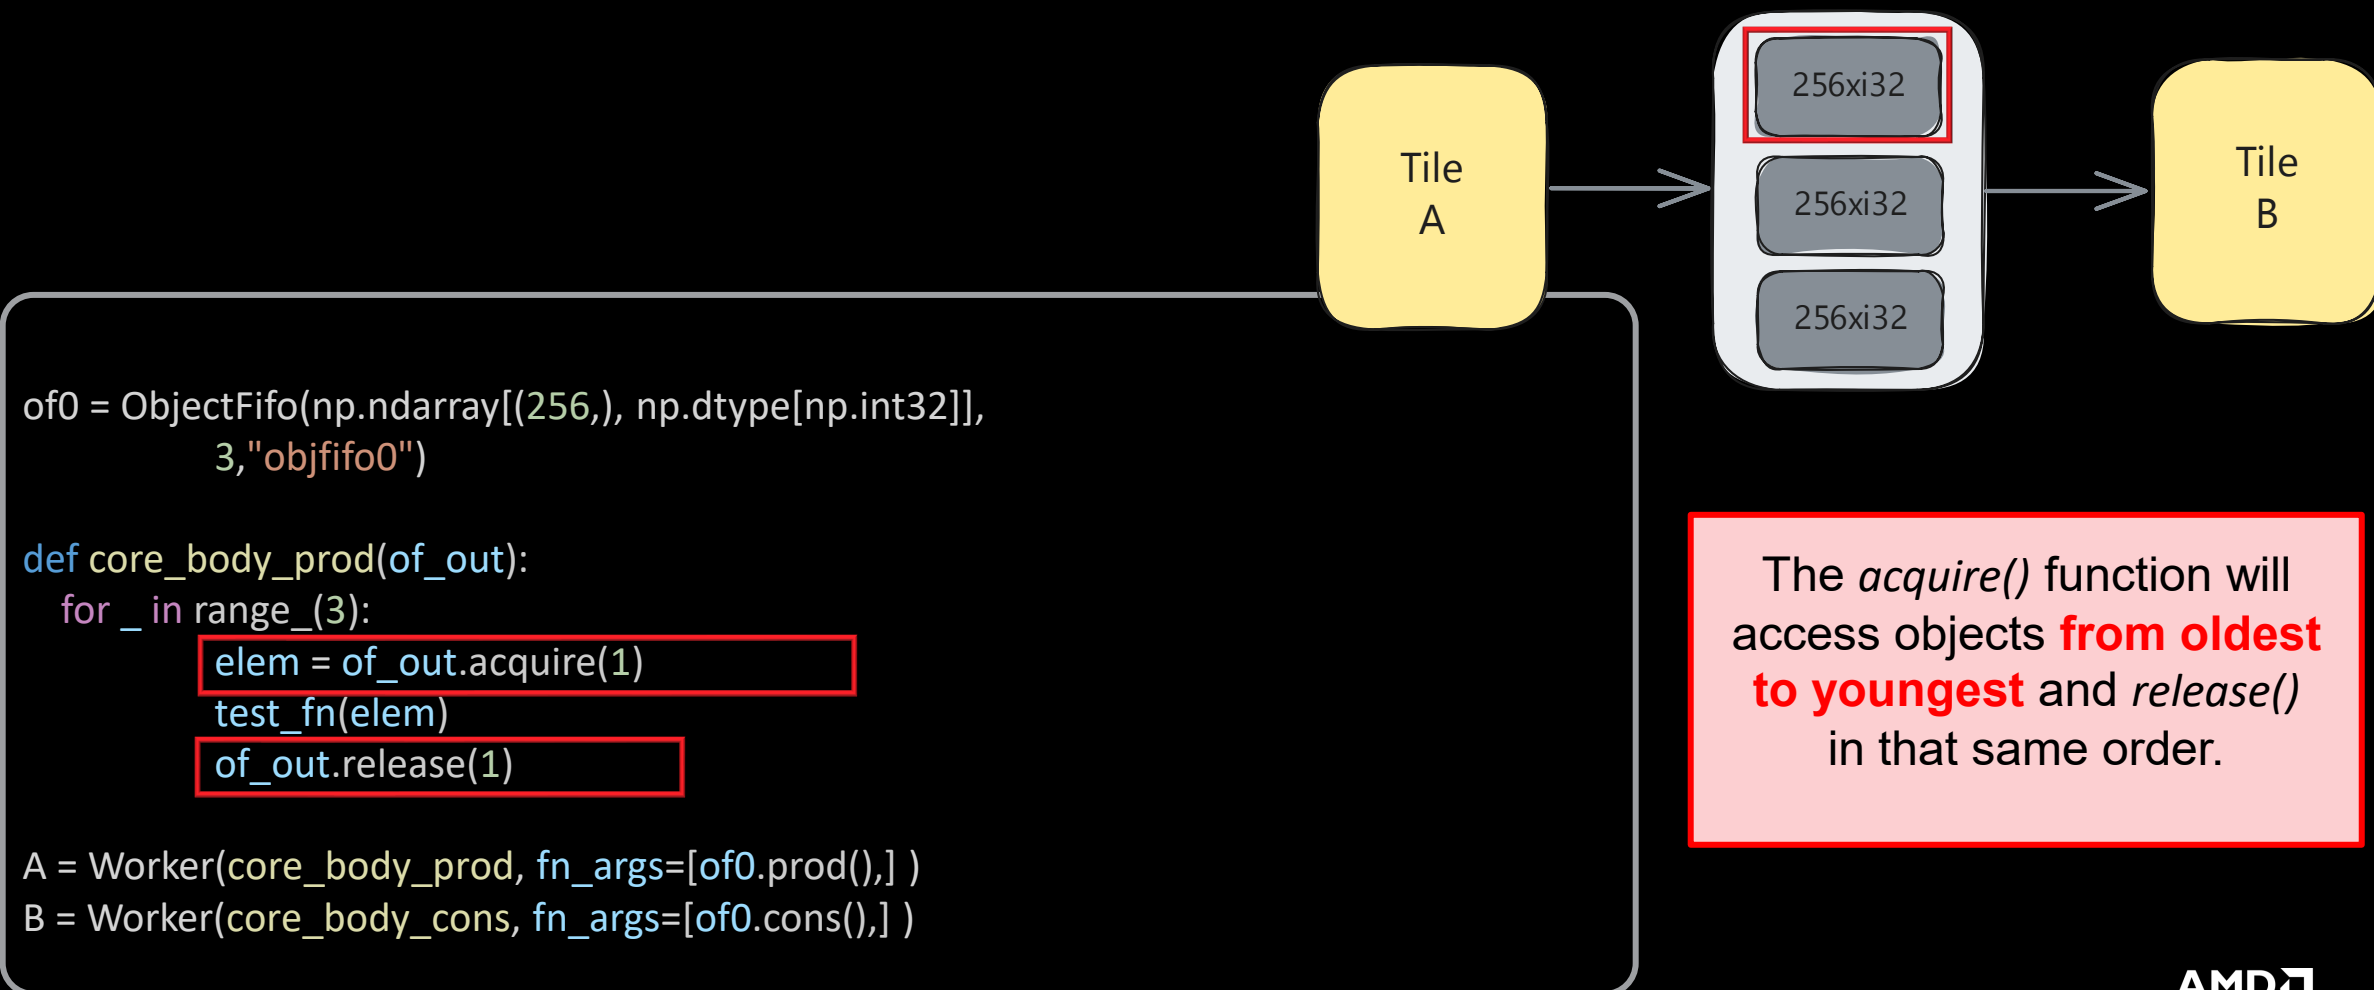 Tile
A
256xi32
256xi32
256xi32
Tile
B
of0 = ObjectFifo(np.ndarray[(256,), np.dtype[np.int32]],
3,"objfifo0")
def core_body_prod(of_out):
for _ in range_(3):
elem = of_out.acquire(1)
test_fn(elem)
of_out.release(1)
A = Worker(core_body_prod, fn_args=[of0.prod(),] )
B = Worker(core_body_cons, fn_args=[of0.cons(),] )
The acquire() function will
access objects from oldest
to youngest and release()
in that same order.
AMD